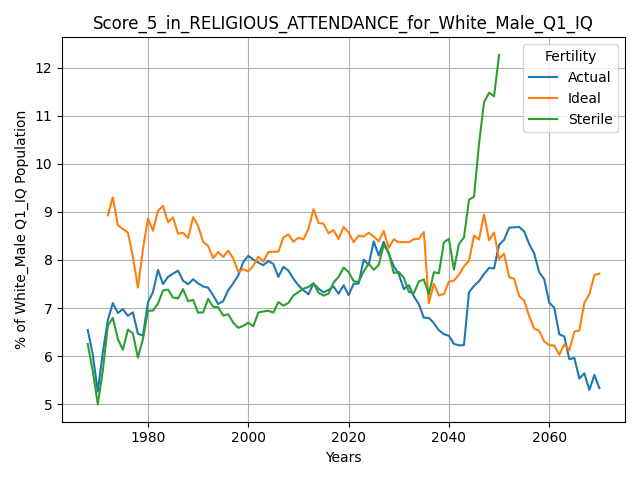 Score_5_in_RELIGIOUS_ATTENDANCE_for_White_Male_Q1_IQ
% of White_Male Q1_IQ Population
12
11
10
9
8
7
6
5
Fertility
Actual
Ideal
Sterile
1980
2000
2020
2040
2060
Years